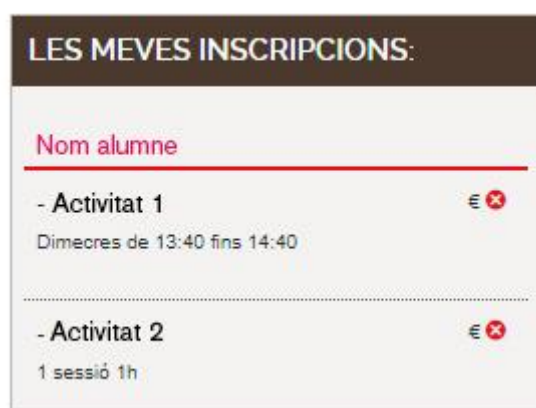 LES MEVES INSCRIPCIONS:
Nom alumne
- Activitat 1 €
Dimecres de 13:40 fins 14:40
- Activitat 2 €
1 sessió 1h